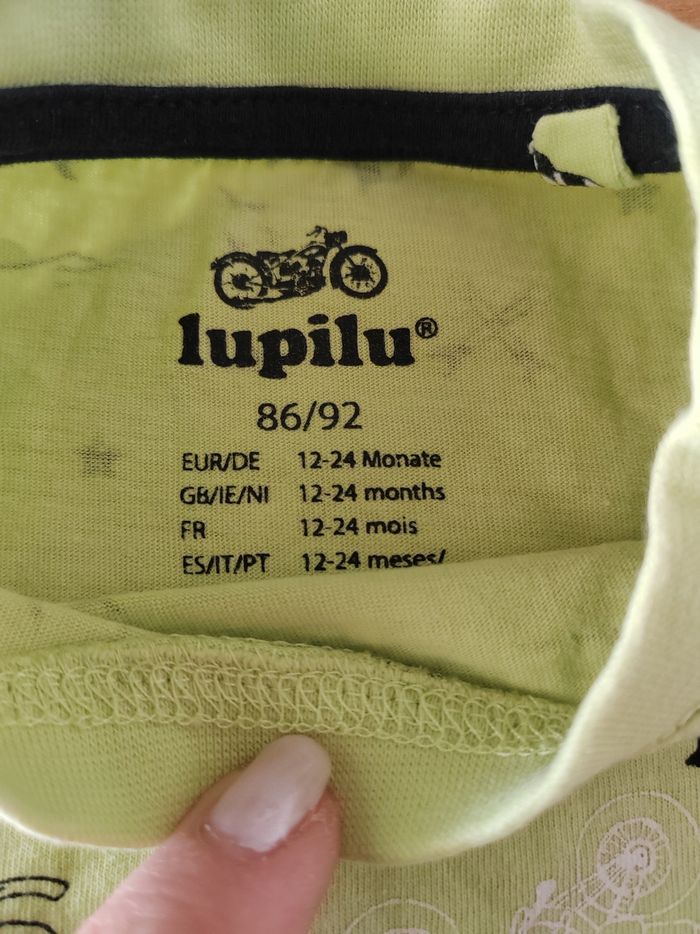 lupilu®
86/92
EUR/DE 12-24 Monate
GB/IE/NI 12-24 months
FR 12-24 mois
ES/IT/PT 12-24 meses/